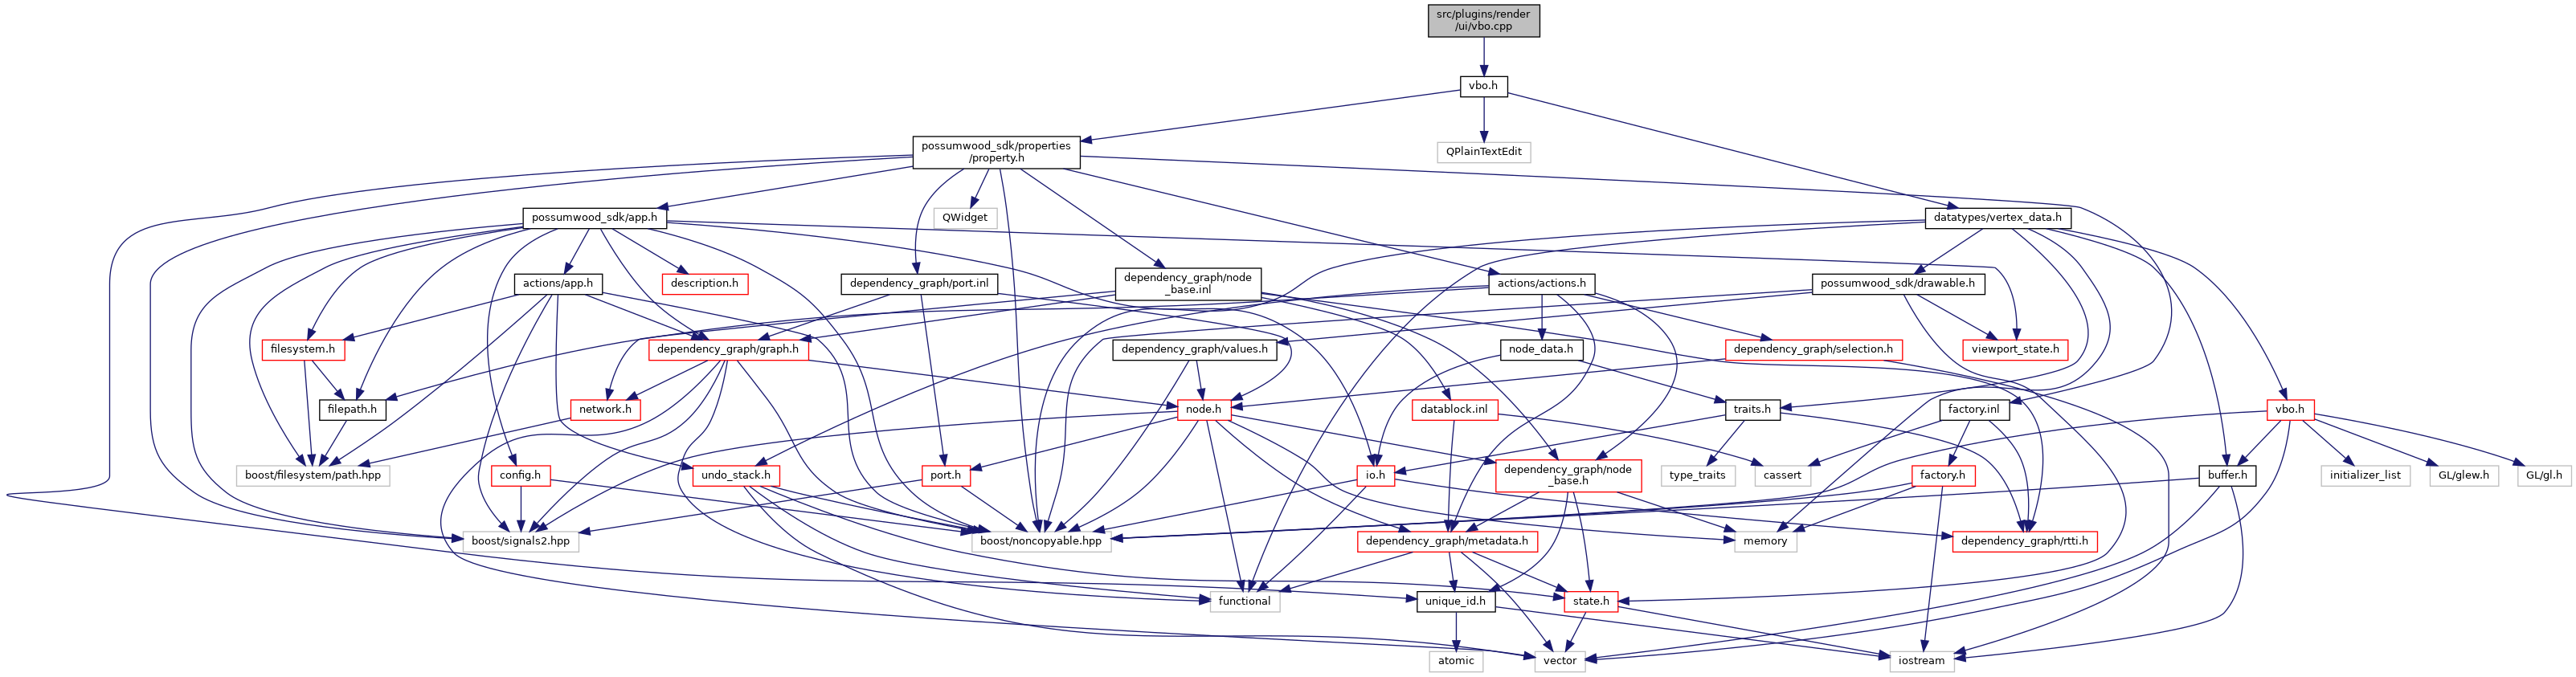 src/plugins/render
/ui/vbo.cpp
vbo.h
possumwood_sdk/properties
/property.h
QPlainTextEdit
possumwood_sdk/app.h
QWidget
datatypes/vertex_data.h
actions/app.h
description.h
dependency_graph/port.inl
dependency_graph/node
_base.inl
actions/actions.h
possumwood_sdk/drawable.h
filesystem.h
dependency_graph/graph.h
dependency_graph/values.h
node_data.h
dependency_graph/selection.h
viewport_state.h
filepath.h
network.h
node.h
datablock.inl
traits.h
factory.inl
vbo.h
boost/filesystem/path.hpp
config.h
undo_stack.h
port.h
io.h
dependency_graph/node
_base.h
type_traits
cassert
factory.h
buffer.h
initializer_list
GL/glew.h
GL/gl.h
boost/signals2.hpp
boost/noncopyable.hpp
dependency_graph/metadata.h
memory
dependency_graph/rtti.h
functional
unique_id.h
state.h
atomic
vector
iostream